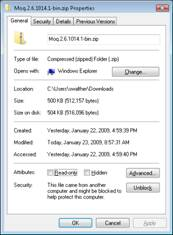 Moq.2.6.1014.1-bin.zip Properties
General Security Details Previous Versions
Moq.2.6.1014.1-bin.zip
Type of file: Compressed (zipped) Folder (.zip)
Opens with: Windows Explorer Change...
Location: C:\Users\swalther\Downloads
Size: 500 KB (512,157 bytes)
Size on disk: 504 KB (516,096 bytes)
Created: Yesterday, January 22, 2009, 4:59:39 PM
Modified: Today, January 23, 2009, 8:57:31 AM
Accessed: Yesterday, January 22, 2009, 4:59:40 PM
Attributes: Read-only Hidden Advanced...
Security: This file came from another
computer and might be blocked to
help protect this computer.
Unblock
OK Cancel Apply